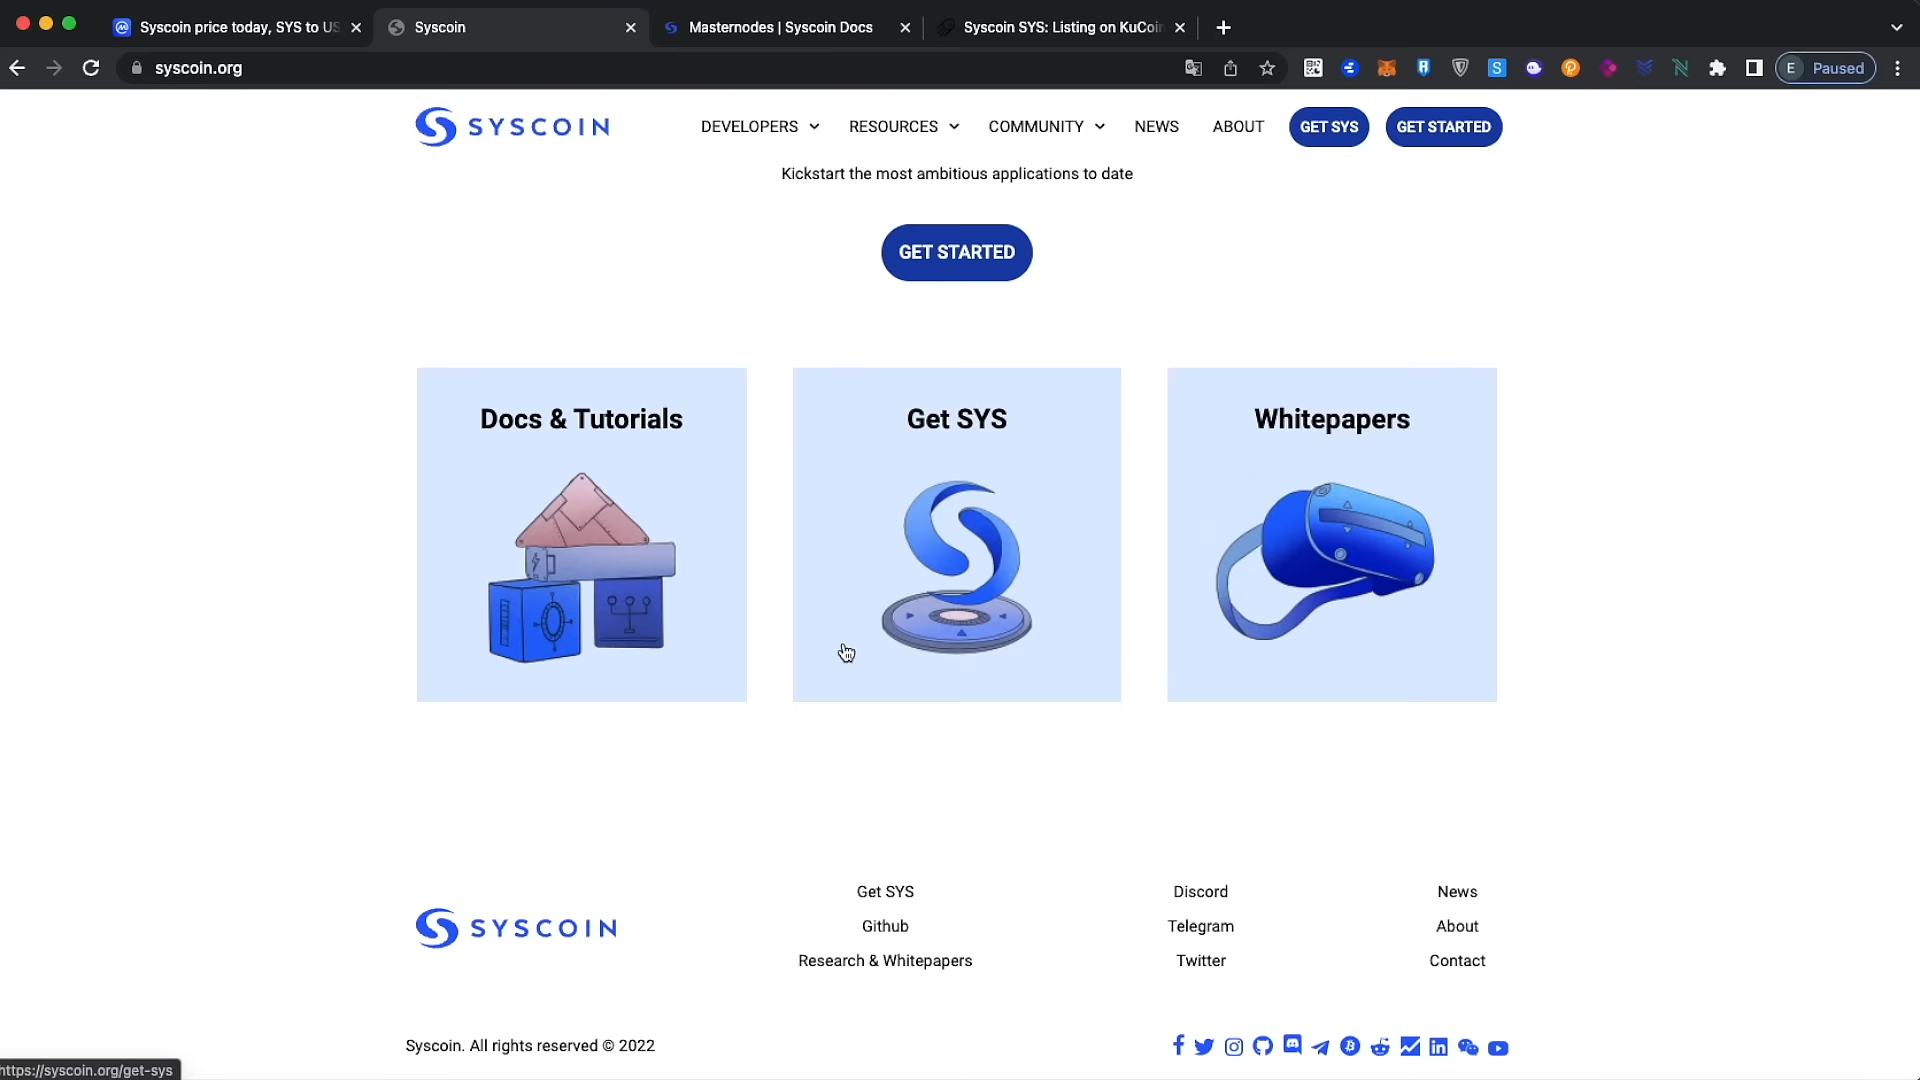 Syscoin price today, SYS to US
Syscoin
Masternodes | Syscoin Docs
Syscoin SYS: Listing on KuCoin
syscoin.org
E Paused
SYSCOIN
DEVELOPERS
RESOURCES
COMMUNITY
NEWS
ABOUT
GET SYS
GET STARTED
Kickstart the most ambitious applications to date
GET STARTED
Docs & Tutorials
Get SYS
Whitepapers
SYSCOIN
Get SYS
Github
Research & Whitepapers
Discord
Telegram
Twitter
News
About
Contact
Syscoin. All rights reserved © 2022
https://syscoin.org/get-sys